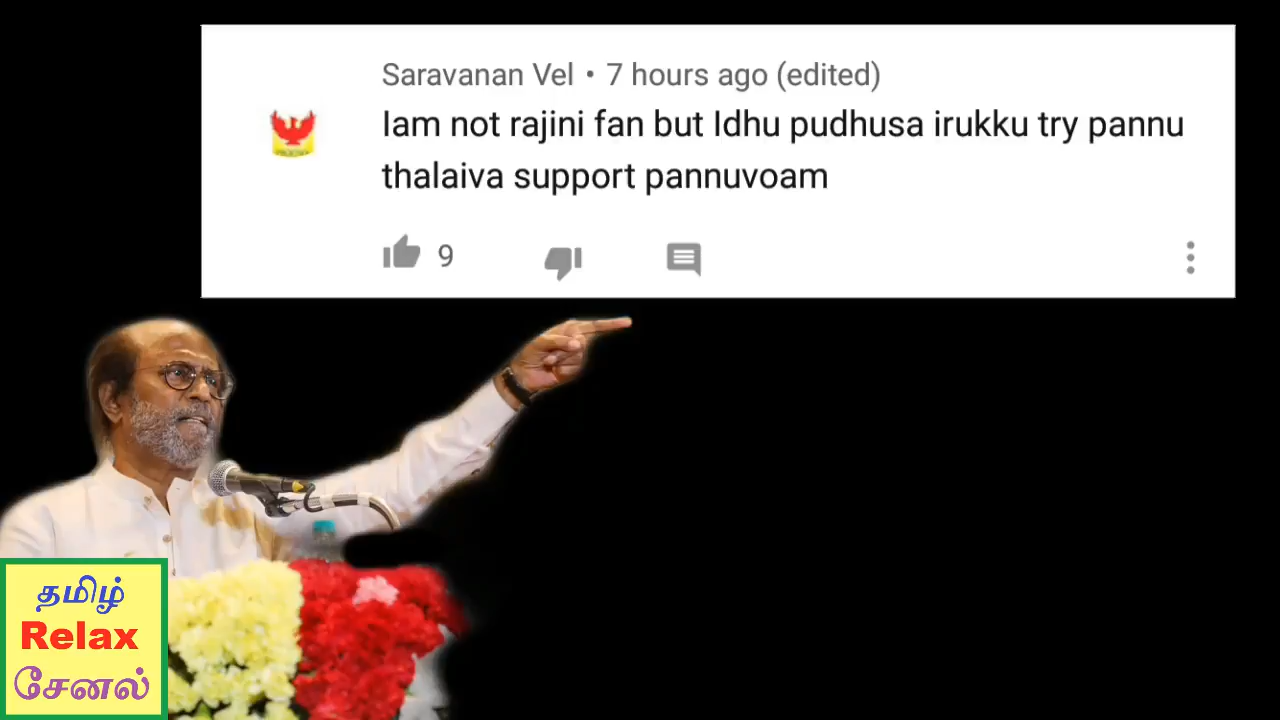 Saravanan Vel • 7 hours ago (edited)
Iam not rajini fan but Idhu pudhusa irukku try pannu
thalaiva support pannuvoam
9
தமிழ்
Relax
சேனல்